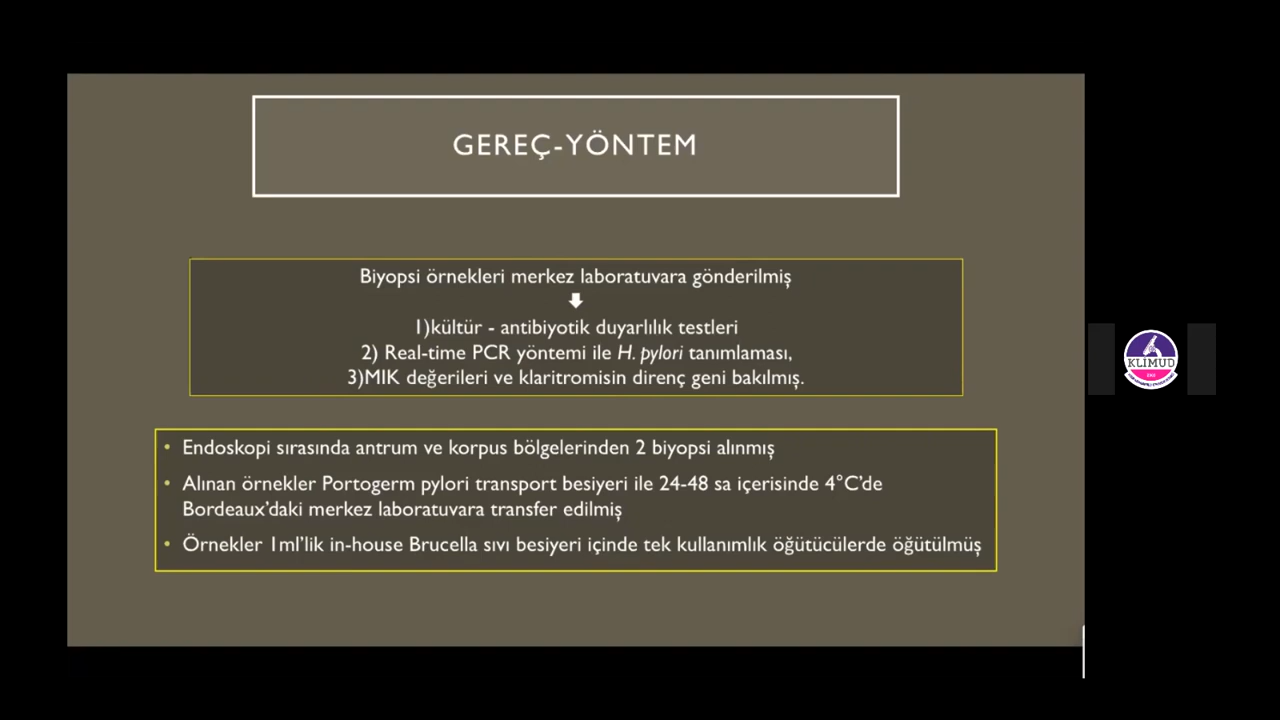 GEREÇ-YÖNTEM
Biyopsi örnekleri merkez laboratuvara gönderilmiş
1)kültür - antibiyotik duyarlılık testleri
2) Real-time PCR yöntemi ile H. pylori tanımlaması,
3)MIK değerileri ve klaritromisin direnç geni bakılmış.
• Endoskopi sırasında antrum ve korpus bölgelerinden 2 biyopsi alınmış
• Alınan örnekler Portogerm pylori transport besiyeri ile 24-48 sa içerisinde 4°C'de
Bordeaux'daki merkez laboratuvara transfer edilmiş
• Örnekler 1ml'lik in-house Brucella sıvı besiyeri içinde tek kullanımlık öğütücülerde öğütülmüş
KLIMUD